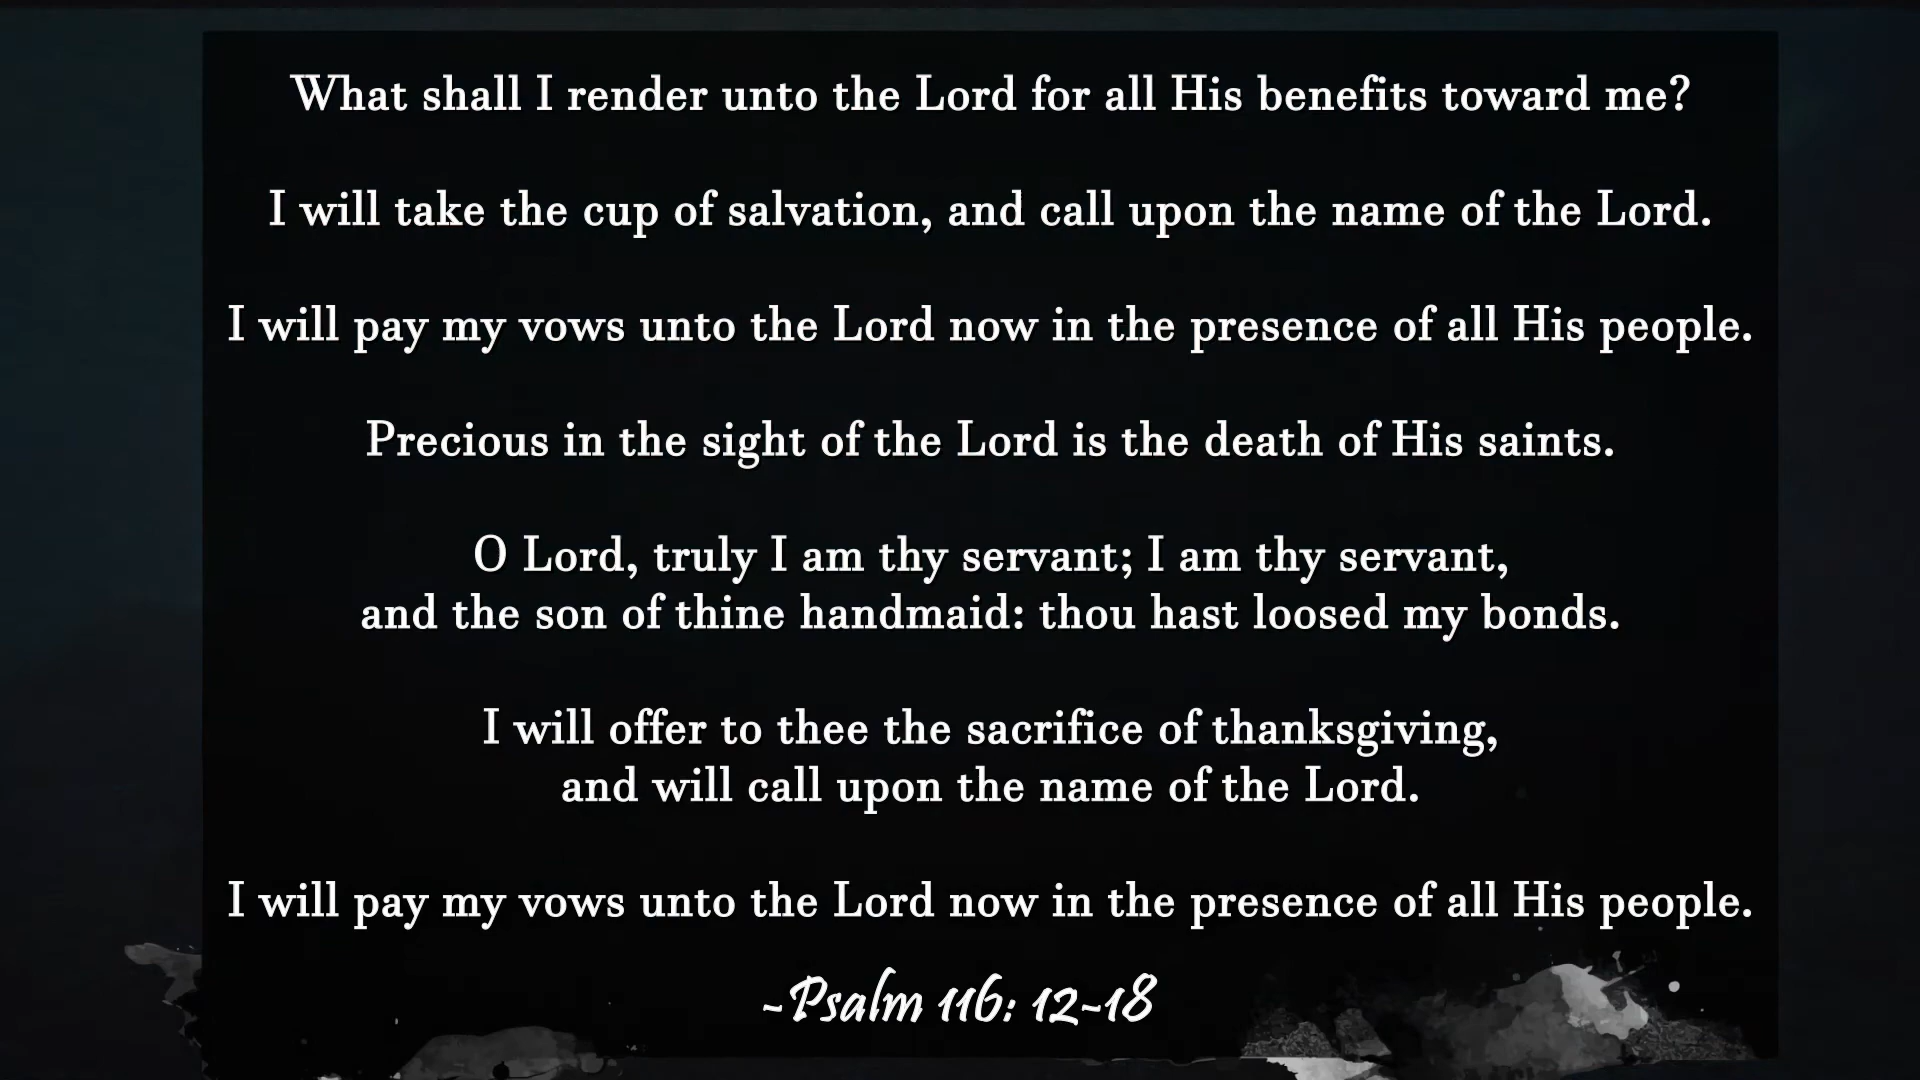 What shall I render unto the Lord for all His benefits toward me?
I will take the cup of salvation, and call upon the name of the Lord.
I will pay my vows unto the Lord now in the presence of all His people.
Precious in the sight of the Lord is the death of His saints.
O Lord, truly I am thy servant; I am thy servant,
and the son of thine handmaid: thou hast loosed my bonds.
I will offer to thee the sacrifice of thanksgiving,
and will call upon the name of the Lord.
I will pay my vows unto the Lord now in the presence of all His people.
~Psalm 116: 12~18